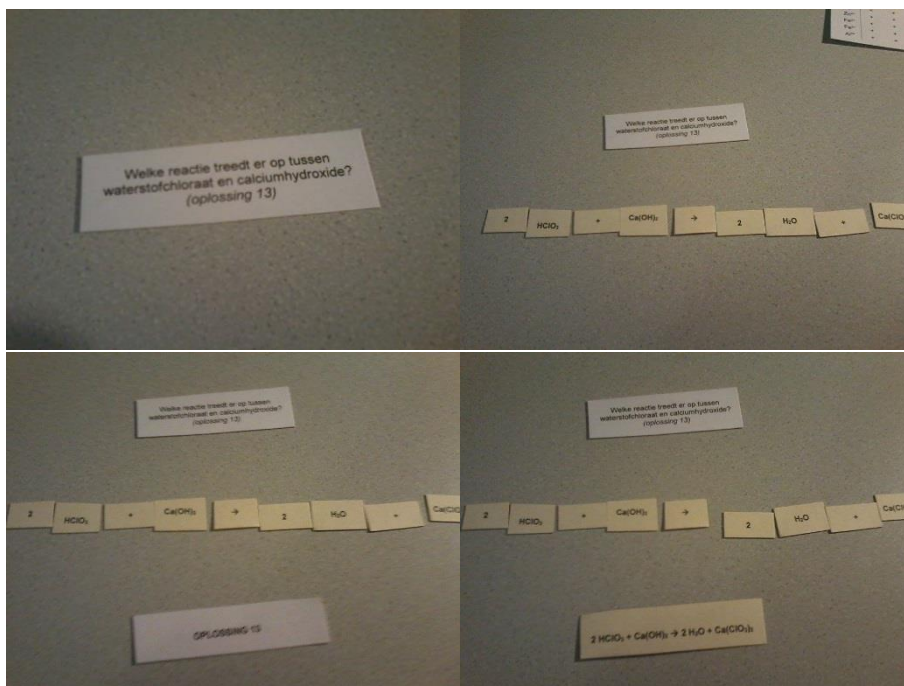 Welke reactie treedt er op tussen
waterstofchloraat en calciumhydroxide?
(oplossing 13)
Welke reactie treedt er op tussen
waterstofchloraat en calciumhydroxide?
(oplossing 13)
2 HClO₃ + Ca(OH)₂ → 2 H₂O +
Welke reactie treedt er op tussen
waterstofchloraat en calciumhydroxide?
(oplossing 13)
2 HClO₃ + Ca(OH)₂ → 2 H₂O +
OPLOSSING 13
Welke reactie treedt er op tussen
waterstofchloraat en calciumhydroxide?
(oplossing 13)
2 HClO₃ + Ca(OH)₂ → 2 H₂O +
2 HClO₃ + Ca(OH)₂ → 2 H₂O + Ca(ClO₃)₂